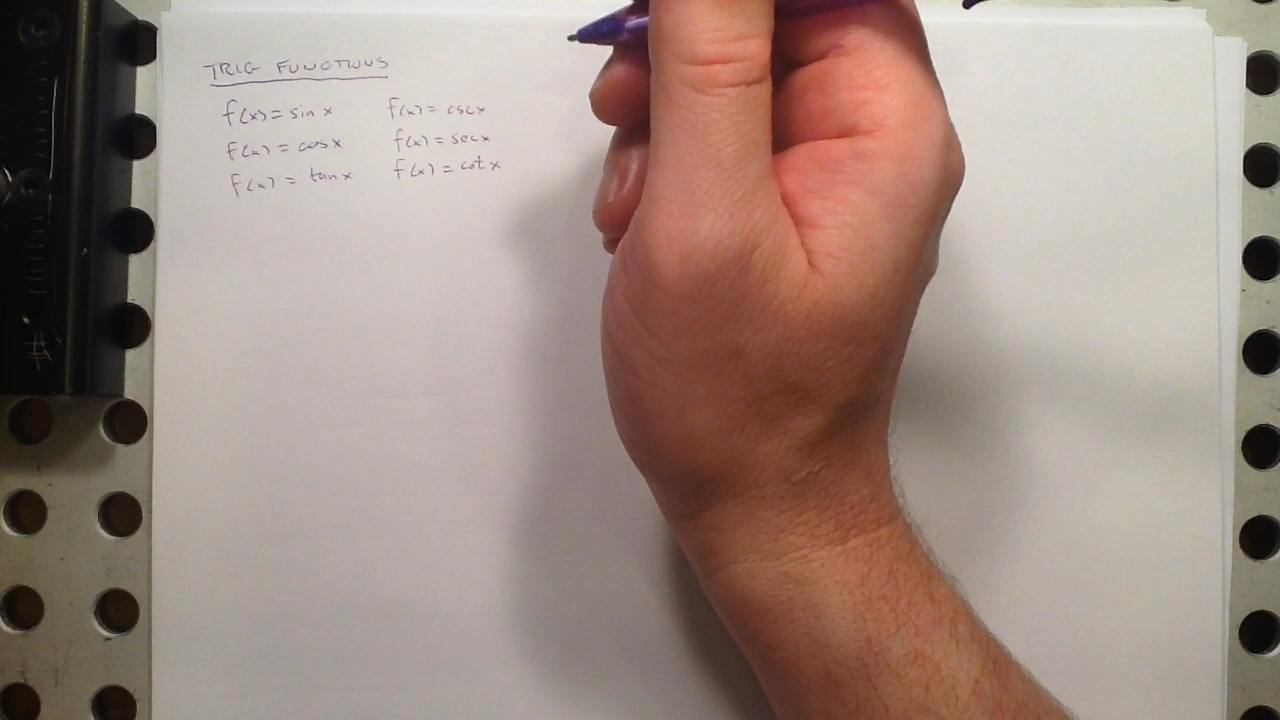 TRIG FUNCTIONS
f(x) = sin x f(x) = csc x
f(x) = cos x f(x) = sec x
f(x) = tan x f(x) = cot x